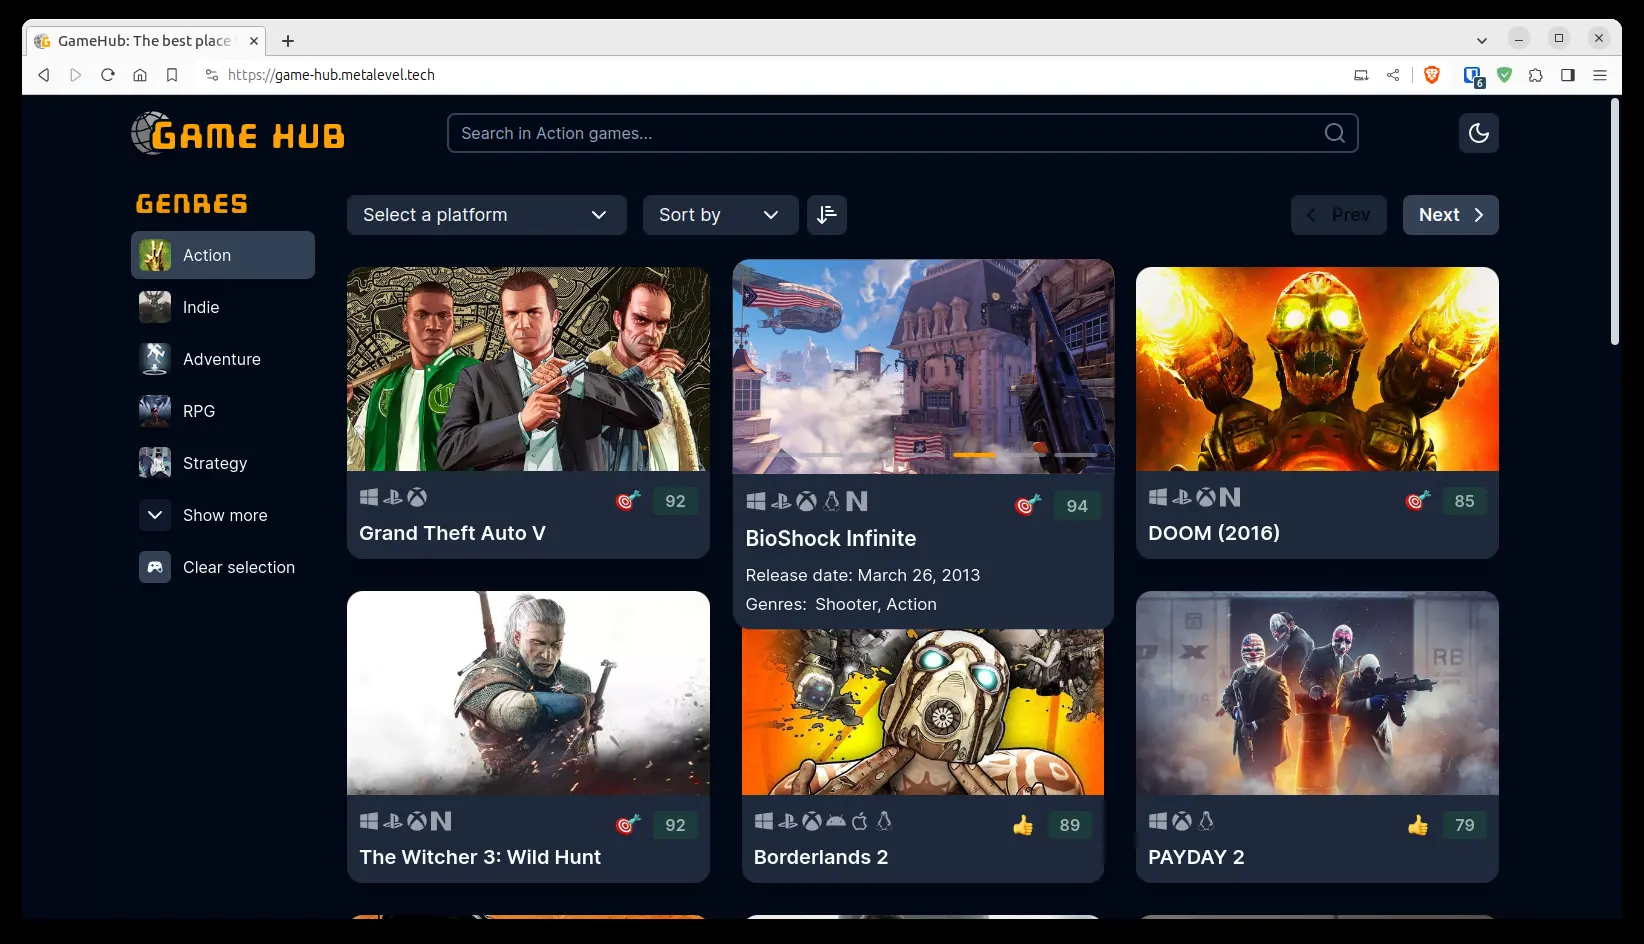 GameHub: The best place
https://game-hub.metalevel.tech
6
GAME HUB
Search in Action games...
GENRES
Select a platform
Sort by
Prev
Next
Action
Indie
Adventure
RPG
Strategy
Show more
Clear selection
92
Grand Theft Auto V
94
BioShock Infinite
Release date: March 26, 2013
Genres: Shooter, Action
85
DOOM (2016)
92
The Witcher 3: Wild Hunt
89
Borderlands 2
RB
79
PAYDAY 2